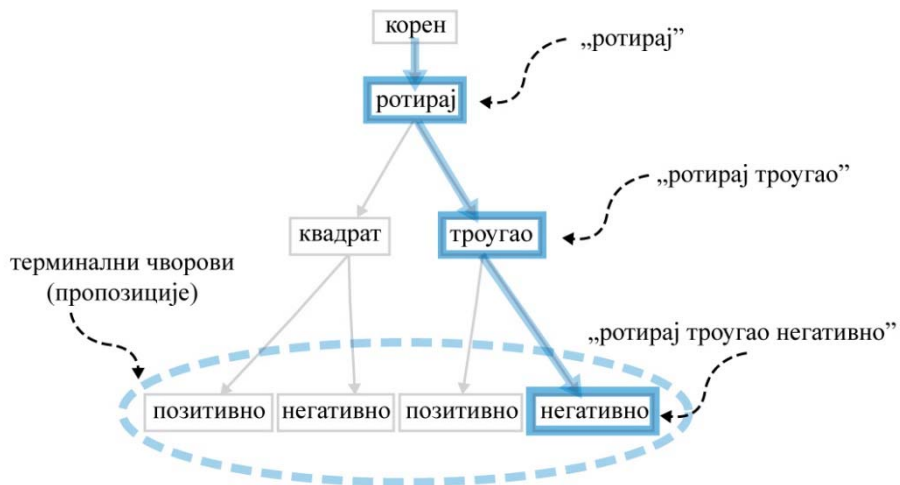 корен
„ротирај”
ротирај
„ротирај троугао”
квадрат
троугао
терминални чворови
(пропозиције)
„ротирај троугао негативно”
позитивно
негативно
позитивно
негативно